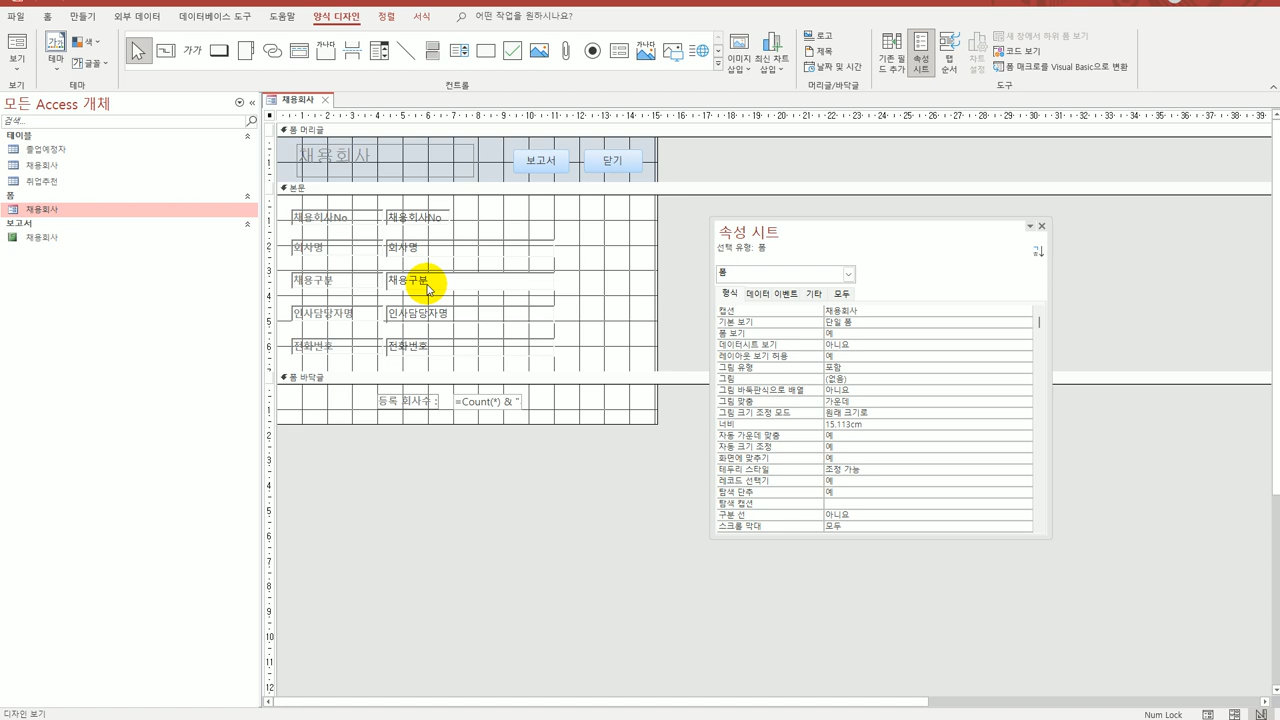 파일 홈 만들기 외부 데이터 데이터베이스 도구 도움말 양식 디자인 정렬 서식 어떤 작업을 원하시나요?
보기 테마 색 글꼴 가가 가나다 가나다 이미지 삽입 최신 차트 삽입 로고 제목 날짜 및 시간 기존 필드 추가 속성 시트 탭 순서 차트 설정 새 창에서 하위 폼 보기 코드 보기 폼 매크로를 Visual Basic으로 변환
보기 테마 컨트롤 머리글/바닥글 도구
모든 Access 개체
검색...
테이블
졸업예정자
채용회사
취업추천
폼
채용회사
보고서
채용회사
채용회사
폼 머리글
채용회사 보고서 닫기
본문
채용회사No 채용회사No
회사명 회사명
채용구분 채용구분
인사담당자명 인사담당자명
전화번호 전화번호
폼 바닥글
등록 회사수 : =Count(*) & "
속성 시트
선택 유형: 폼
폼
형식 데이터 이벤트 기타 모두
캡션 채용회사
기본 보기 단일 폼
폼 보기 예
데이터시트 보기 아니요
레이아웃 보기 허용 예
그림 유형 포함
그림 (없음)
그림 바둑판식으로 배열 아니요
그림 맞춤 가운데
그림 크기 조정 모드 원래 크기로
너비 15.113cm
자동 가운데 맞춤 예
자동 크기 조정 예
화면에 맞추기 예
테두리 스타일 조정 가능
레코드 선택기 예
탐색 단추 예
탐색 캡션
구분 선 아니요
스크롤 막대 모두
디자인 보기 Num Lock